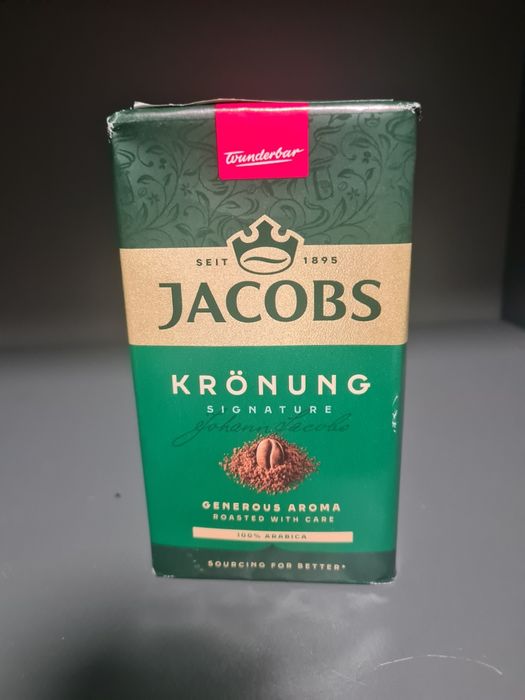 Wunderbar
SEIT 1895
JACOBS
KRÖNUNG
SIGNATURE
Johann Jacobs
GENEROUS AROMA
ROASTED WITH CARE
100% ARABICA
SOURCING FOR BETTER*